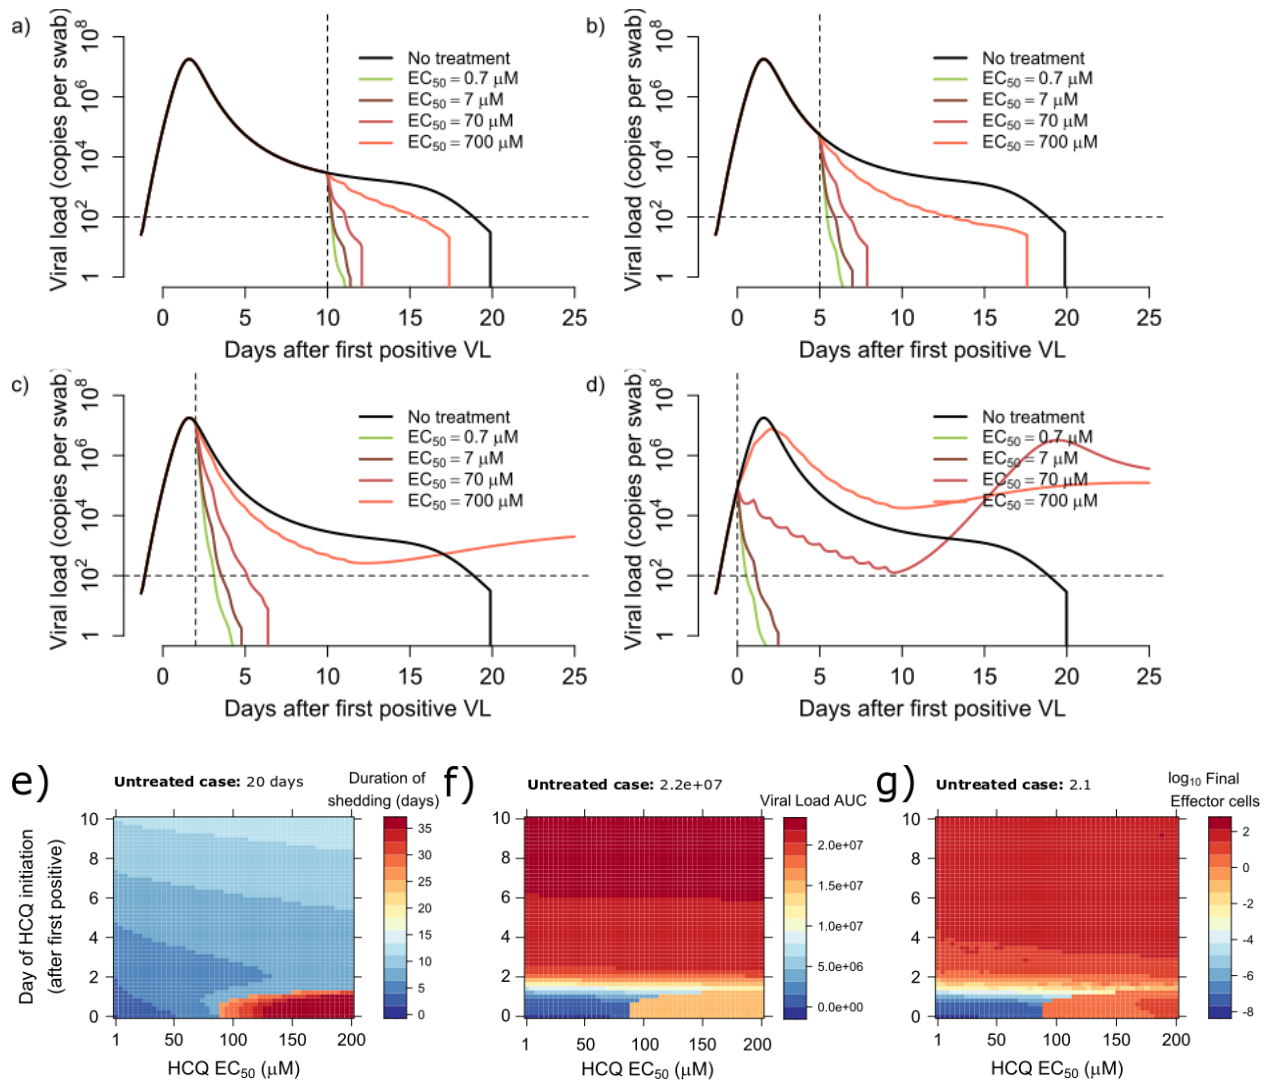 a)
Viral load (copies per swab)
10^8
10^6
10^4
10^2
1
No treatment
EC50 = 0.7 μM
EC50 = 7 μM
EC50 = 70 μM
EC50 = 700 μM
0 5 10 15 20 25
Days after first positive VL
b)
Viral load (copies per swab)
10^8
10^6
10^4
10^2
1
No treatment
EC50 = 0.7 μM
EC50 = 7 μM
EC50 = 70 μM
EC50 = 700 μM
0 5 10 15 20 25
Days after first positive VL
c)
Viral load (copies per swab)
10^8
10^6
10^4
10^2
1
No treatment
EC50 = 0.7 μM
EC50 = 7 μM
EC50 = 70 μM
EC50 = 700 μM
0 5 10 15 20 25
Days after first positive VL
d)
Viral load (copies per swab)
10^8
10^6
10^4
10^2
1
No treatment
EC50 = 0.7 μM
EC50 = 7 μM
EC50 = 70 μM
EC50 = 700 μM
0 5 10 15 20 25
Days after first positive VL
e)
Untreated case: 20 days
Duration of
shedding (days)
Day of HCQ initiation
(after first positive)
10
8
6
4
2
0
1 50 100 150 200
HCQ EC50 (μM)
35
30
25
20
15
10
5
0
f)
Untreated case: 2.2e+07
Viral Load AUC
10
8
6
4
2
0
1 50 100 150 200
HCQ EC50 (μM)
2.0e+07
1.5e+07
1.0e+07
5.0e+06
0.0e+00
g)
Untreated case: 2.1
log10 Final
Effector cells
10
8
6
4
2
0
1 50 100 150 200
HCQ EC50 (μM)
2
0
-2
-4
-6
-8